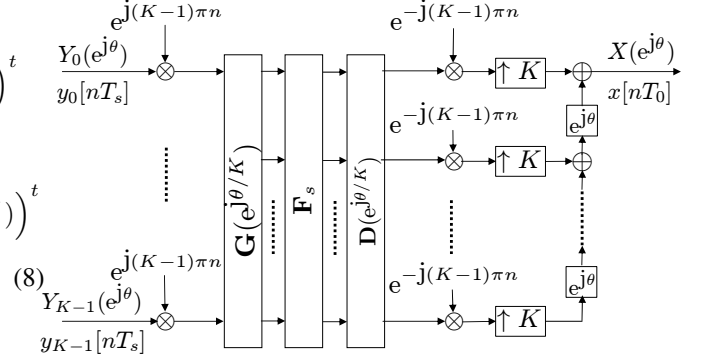 e^{j(K−1)πn} e^{−j(K−1)πn}
)^t Y_0(e^{jθ}) ⊗ ⊗ ↑ K ⊕ X(e^{jθ})
y_0[nT_s] x[nT_0]
e^{jθ}
e^{−j(K−1)πn}
⊗ ↑ K ⊕
G(e^{jθ/K}) F_s D(e^{jθ/K})
))^t
(8) e^{j(K−1)πn} e^{−j(K−1)πn} e^{jθ}
Y_{K−1}(e^{jθ}) ⊗ ⊗ ↑ K
y_{K−1}[nT_s]